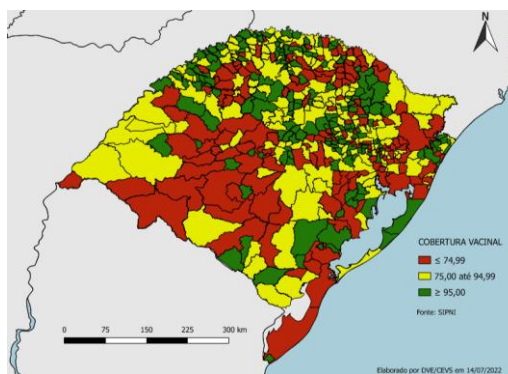 N
COBERTURA VACINAL
≤ 74,99
75,00 até 94,99
≥ 95,00
Fonte: SIPNI
0 75 150 225 300 km
Elaborado por DVE/CEVS em 14/07/2022